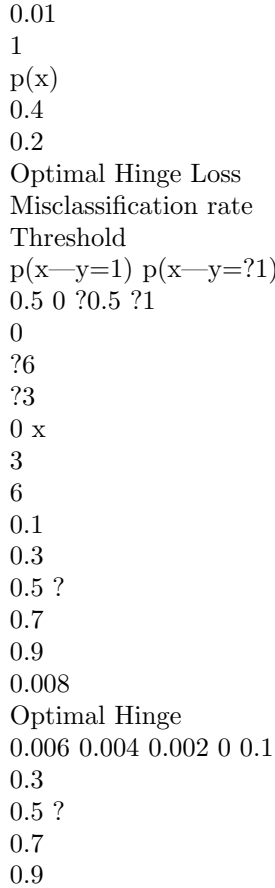 0.01
1
p(x)
0.4
0.2
Optimal Hinge Loss
Misclassification rate
Threshold
p(x—y=1) p(x—y=?1)
0.5 0 ?0.5 ?1
0
?6
?3
0 x
3
6
0.1
0.3
0.5 ?
0.7
0.9
0.008
Optimal Hinge
0.006 0.004 0.002 0 0.1
0.3
0.5 ?
0.7
0.9